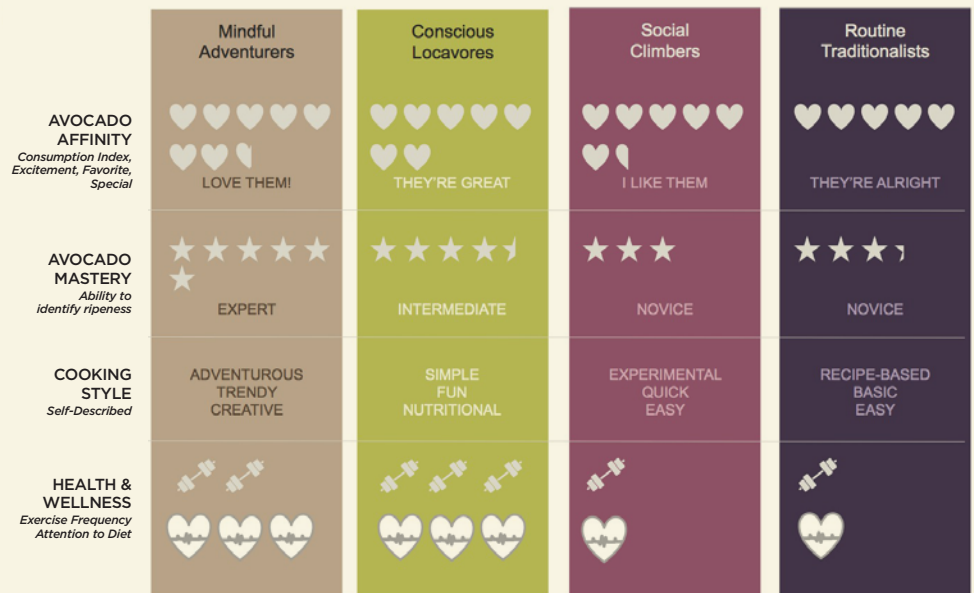 Mindful
Adventurers
Conscious
Locavores
Social
Climbers
Routine
Traditionalists
AVOCADO
AFFINITY
Consumption Index,
Excitement, Favorite,
Special
LOVE THEM!
THEY'RE GREAT
I LIKE THEM
THEY'RE ALRIGHT
AVOCADO
MASTERY
Ability to
identify ripeness
EXPERT
INTERMEDIATE
NOVICE
NOVICE
COOKING
STYLE
Self-Described
ADVENTUROUS
TRENDY
CREATIVE
SIMPLE
FUN
NUTRITIONAL
EXPERIMENTAL
QUICK
EASY
RECIPE-BASED
BASIC
EASY
HEALTH &
WELLNESS
Exercise Frequency
Attention to Diet